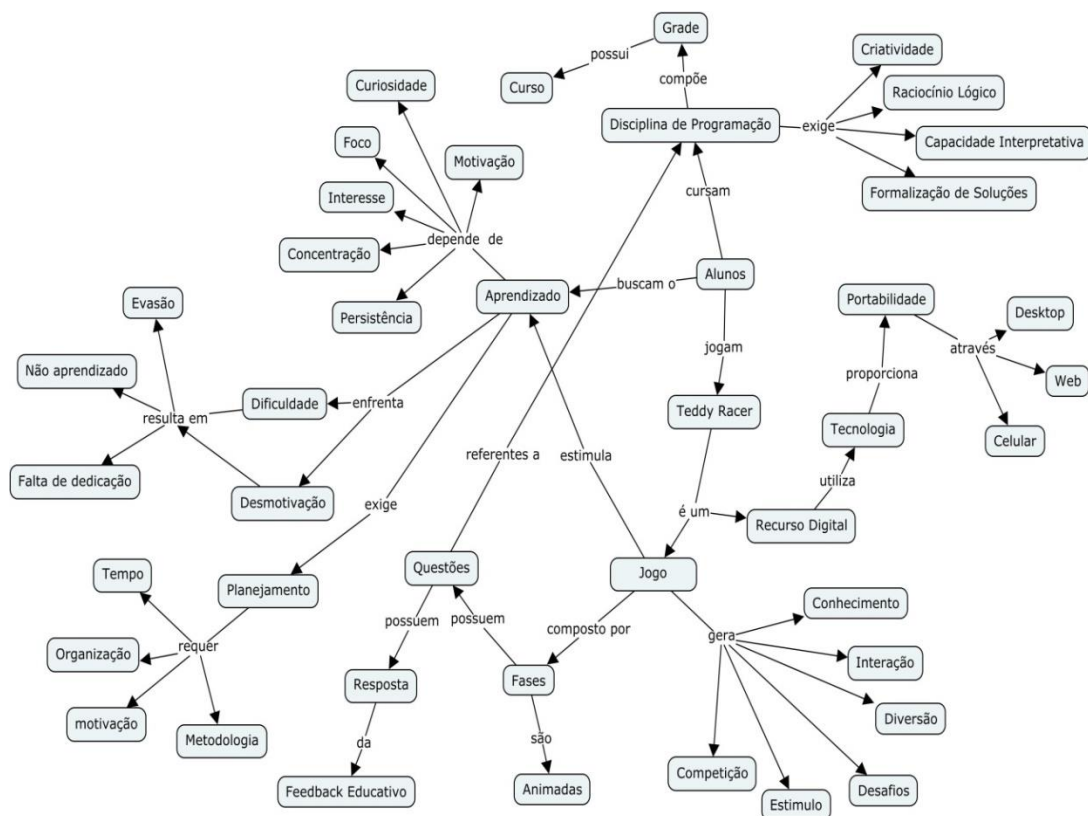 Grade
Criatividade
possui
Curiosidade
Curso
compõe
Raciocínio Lógico
Disciplina de Programação
exige
Foco
Capacidade Interpretativa
Motivação
Interesse
cursam
Formalização de Soluções
depende de
Concentração
Alunos
buscam o
Evasão
Aprendizado
Portabilidade
Persistência
Desktop
jogam
através
Não aprendizado
proporciona
Web
Dificuldade
enfrenta
Teddy Racer
resulta em
Tecnologia
Celular
referentes a
estimula
Falta de dedicação
utiliza
Desmotivação
exige
é um
Recurso Digital
Questões
Jogo
Tempo
Planejamento
Conhecimento
possuem
possuem
composto por
gera
requer
Organização
Interação
Resposta
Fases
motivação
Diversão
Metodologia
da
são
Competição
Feedback Educativo
Animadas
Desafios
Estimulo